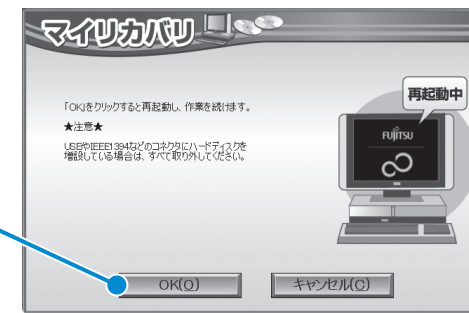 マイリカバリ
「OK」をクリックすると再起動し、作業を続けます。
★注意★
USBやIEEE1394などのコネクタにハードディスクを
増設している場合は、すべて取り外してください。
再起動中
FUJITSU
OK(O)
キャンセル(C)